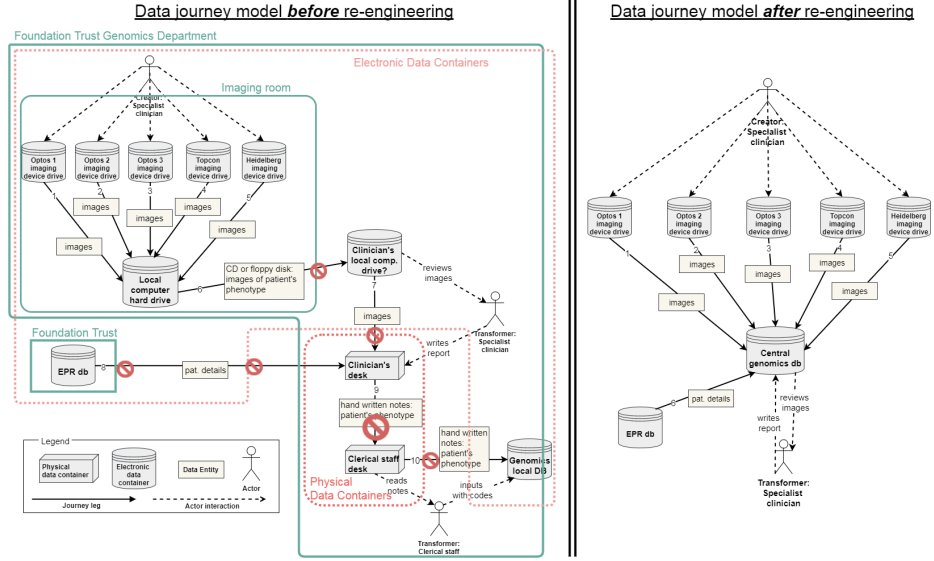 Data journey model before re-engineering
Foundation Trust Genomics Department
Electronic Data Containers
Imaging room
Creator:
Specialist
clinician
Optos 1
imaging
device drive
Optos 2
imaging
device drive
Optos 3
imaging
device drive
Topcon
imaging
device drive
Heidelberg
imaging
device drive
1
2
3
4
5
images
images
images
images
images
Local
computer
hard drive
6
CD or floppy disk:
images of patient's
phenotype
Clinician's
local comp.
drive?
7
reviews
images
images
Transformer:
Specialist
clinician
writes
report
Foundation Trust
EPR db
8
pat. details
Clinician's
desk
9
hand written notes:
patient's phenotype
Clerical staff
desk
10
hand written
notes:
patient's
phenotype
Genomics
local DB
Physical
Data Containers
reads
notes
inputs
with codes
Transformer:
Clerical staff
Legend
Physical
data container
Electronic
data
container
Data Entity
Actor
Journey leg
Actor interaction
Data journey model after re-engineering
Creator:
Specialist
clinician
Optos 1
imaging
device drive
Optos 2
imaging
device drive
Optos 3
imaging
device drive
Topcon
imaging
device drive
Heidelberg
imaging
device drive
1
2
3
4
5
images
images
images
images
images
Central
genomics db
EPR db
6
pat. details
writes
report
reviews
images
Transformer:
Specialist
clinician